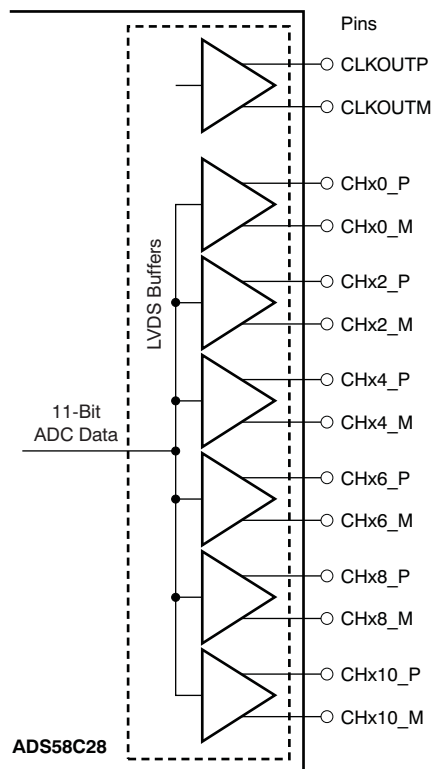 Pins
CLKOUTP
CLKOUTM
CHx0_P
CHx0_M
LVDS Buffers
CHx2_P
CHx2_M
CHx4_P
11-Bit
ADC Data
CHx4_M
CHx6_P
CHx6_M
CHx8_P
CHx8_M
CHx10_P
CHx10_M
ADS58C28